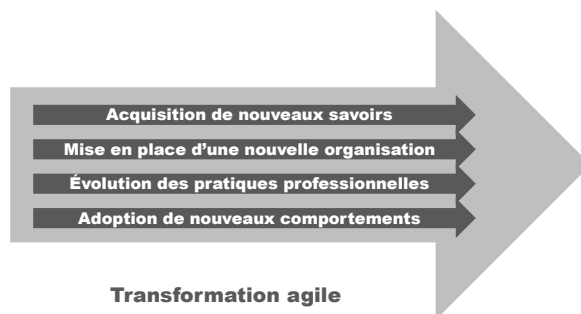 Acquisition de nouveaux savoirs
Mise en place d’une nouvelle organisation
Évolution des pratiques professionnelles
Adoption de nouveaux comportements
Transformation agile